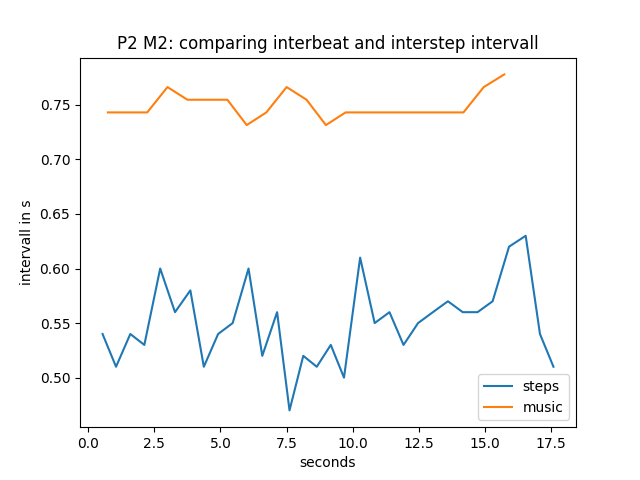 P2 M2: comparing interbeat and interstep intervall
intervall in s
0.75
0.70
0.65
0.60
0.55
0.50
0.0 2.5 5.0 7.5 10.0 12.5 15.0 17.5
seconds
steps
music